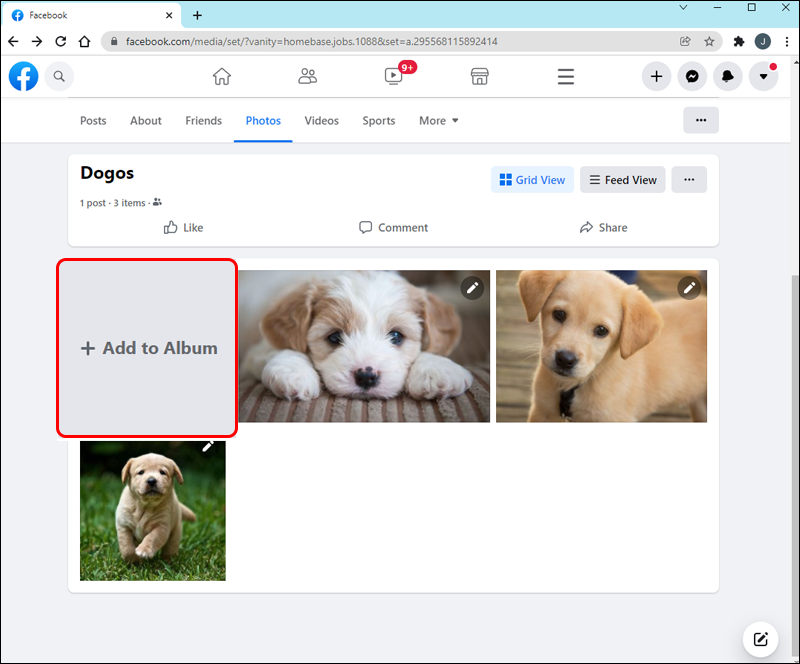 Facebook
facebook.com/media/set/?vanity=homebase.jobs.1088&set=a.295568115892414
J
9+
Posts About Friends Photos Videos Sports More
Dogos
Grid View Feed View
1 post · 3 items ·
Like Comment Share
+ Add to Album